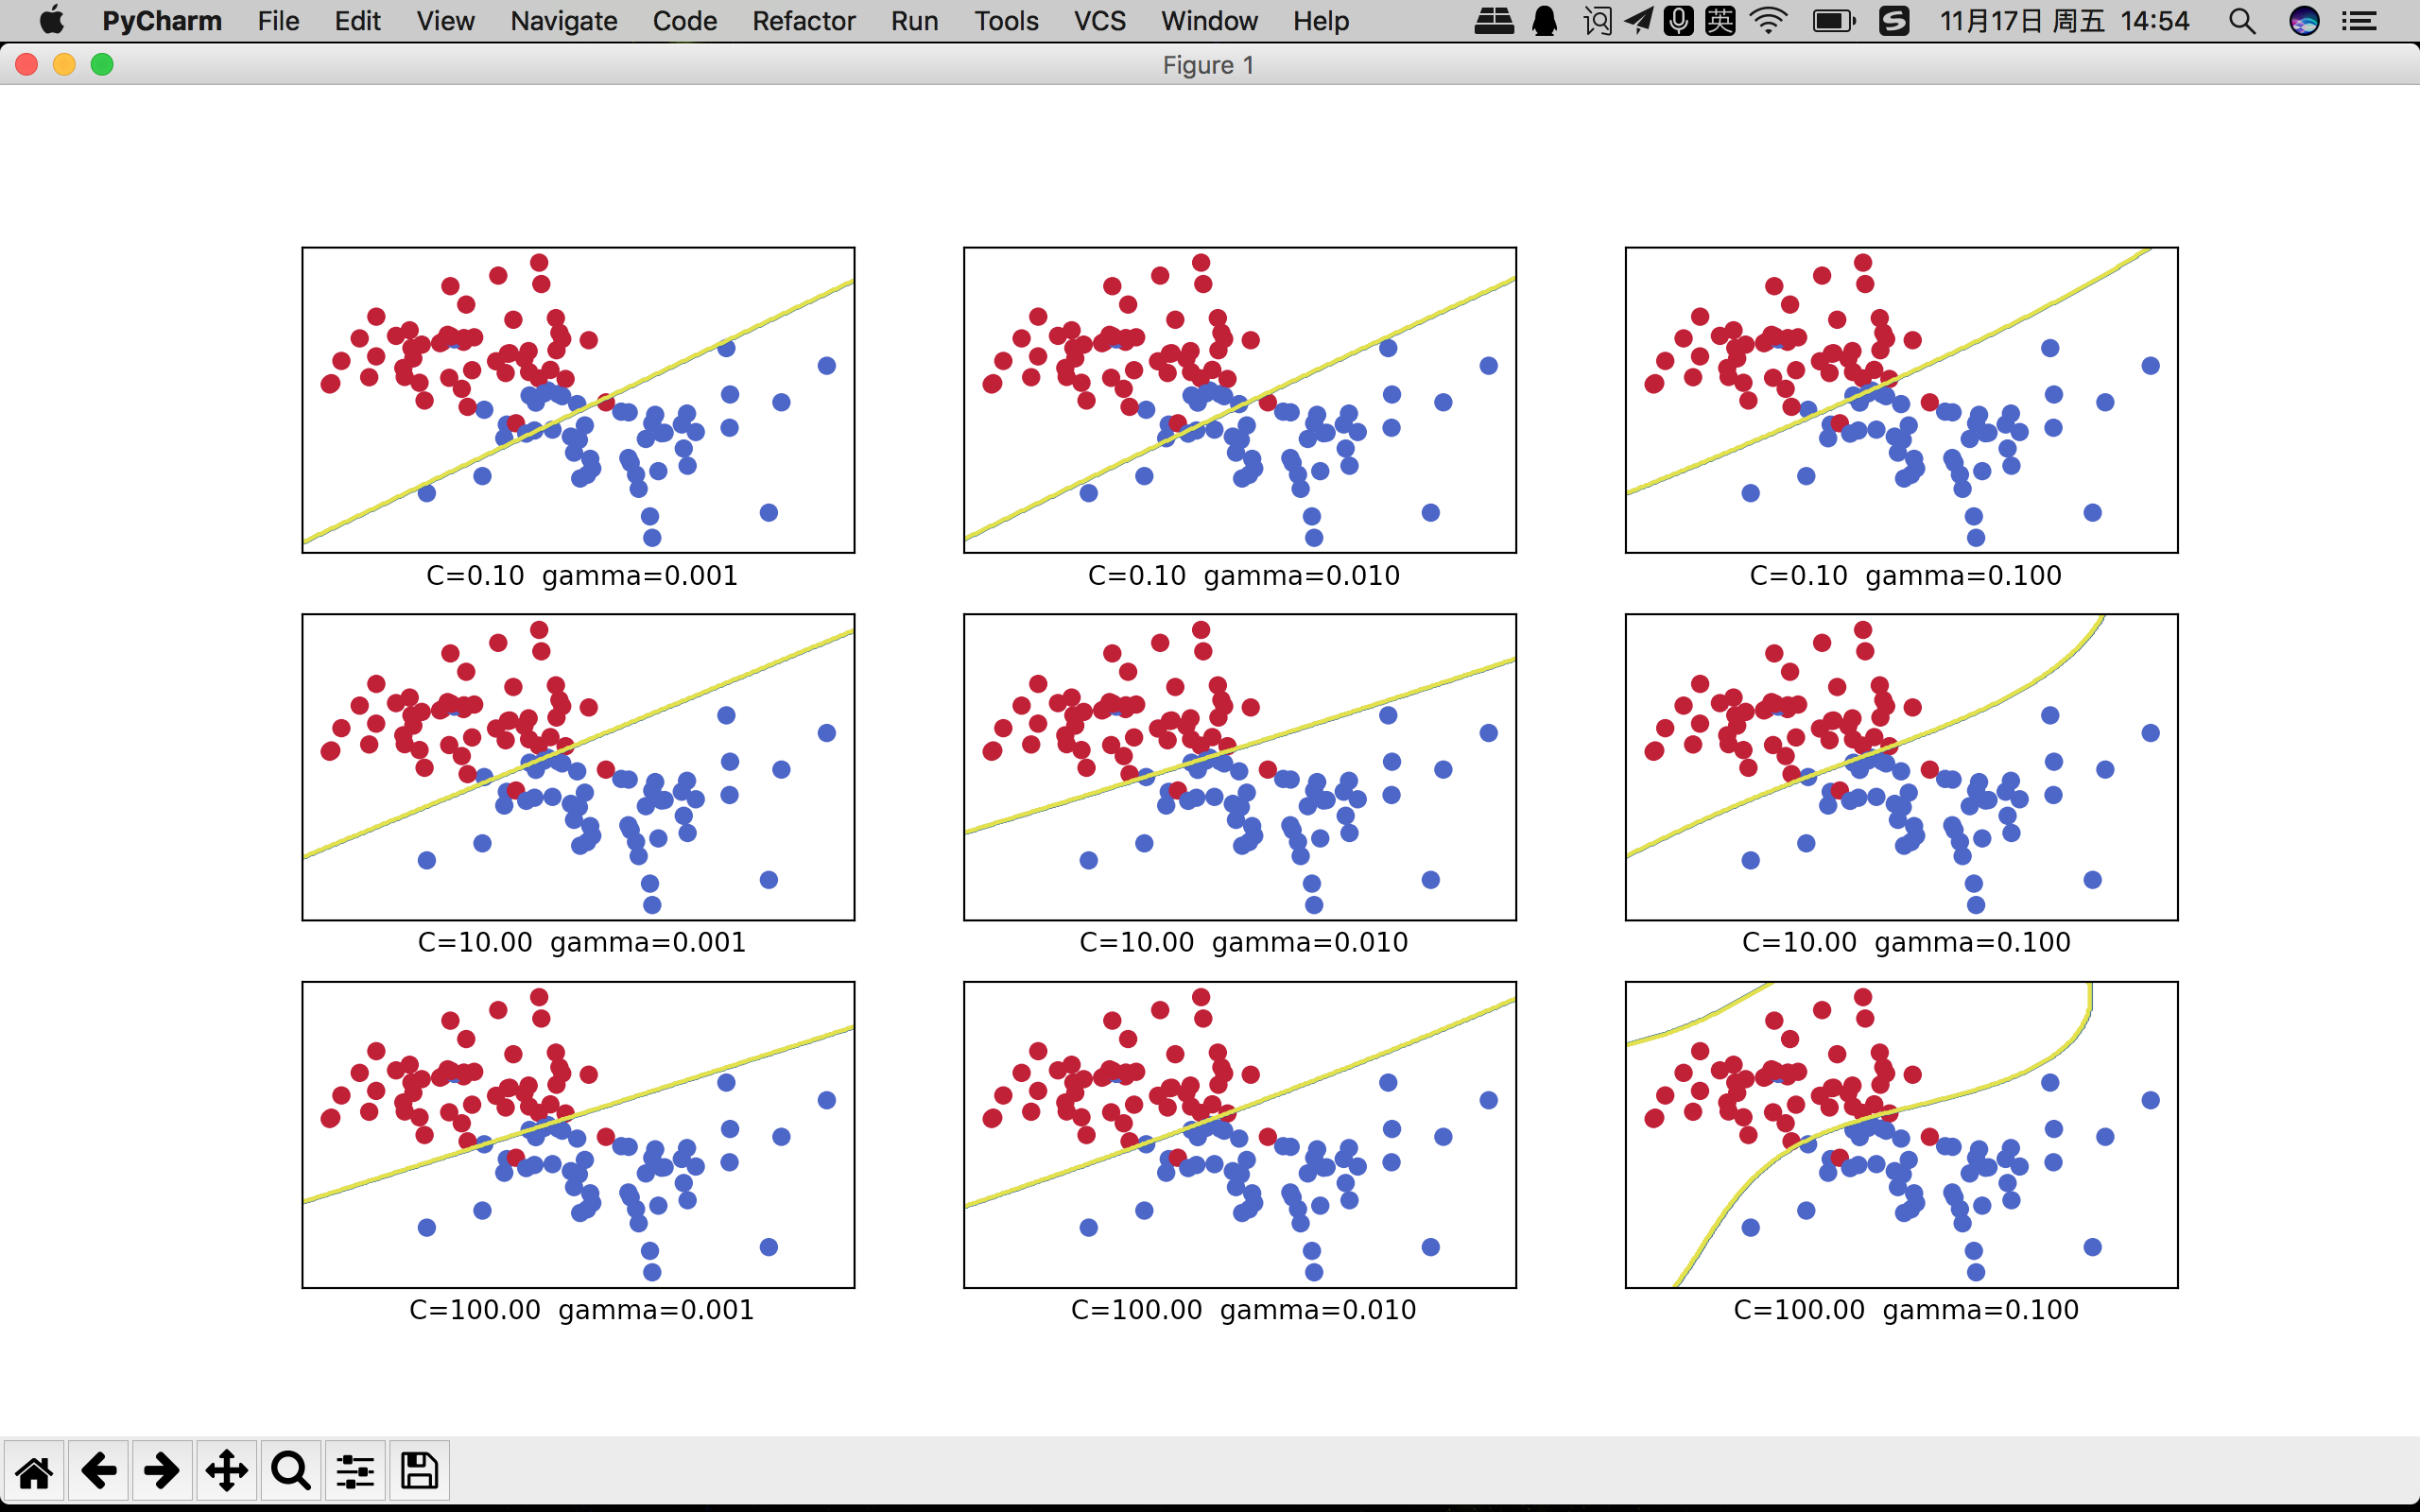 PyCharm File Edit View Navigate Code Refactor Run Tools VCS Window Help 英 11月17日 周五 14:54
Figure 1
C=0.10 gamma=0.001
C=0.10 gamma=0.010
C=0.10 gamma=0.100
C=10.00 gamma=0.001
C=10.00 gamma=0.010
C=10.00 gamma=0.100
C=100.00 gamma=0.001
C=100.00 gamma=0.010
C=100.00 gamma=0.100